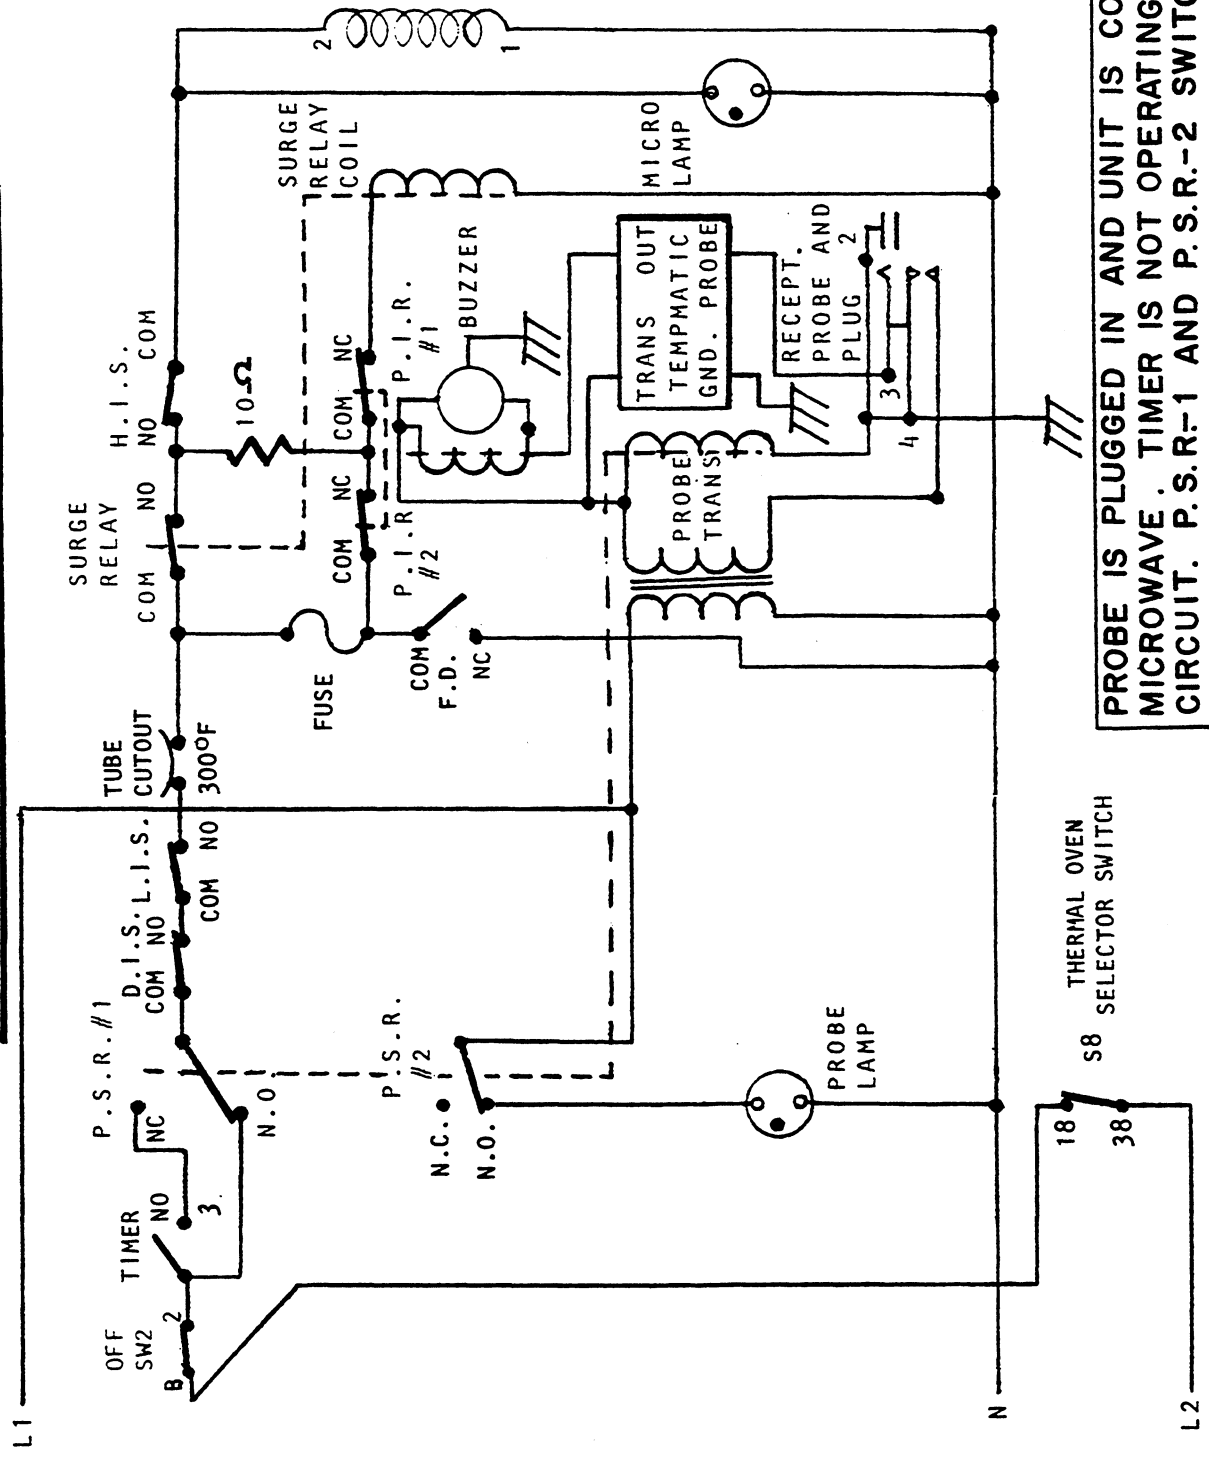 L1
OFF
SW2
B
2
TIMER
NO
3.
P.S.R.#1
NC
N.O.
D.I.S.
COM NO
L.I.S.
COM NO
TUBE
CUTOUT
300°F
SURGE
RELAY
COM NO
H.I.S.
NO COM
10Ω
2
1
SURGE
RELAY
COIL
FUSE
COM NC
P.I.R
#2
COM NC
P.I.R.
#1
COM
F.D.
NC
BUZZER
P.S.R.
#2
N.C.
N.O.
PROBE
TRANS
TRANS OUT
TEMPMATIC
GND. PROBE
MICRO
LAMP
RECEPT.
PROBE AND
PLUG
2
3
4
PROBE
LAMP
N
THERMAL OVEN
SELECTOR SWITCH
S8
18
38
L2
PROBE IS PLUGGED IN AND UNIT IS
MICROWAVE. TIMER IS NOT OPERATING
CIRCUIT. P.S.R.-1 AND P.S.R.-2